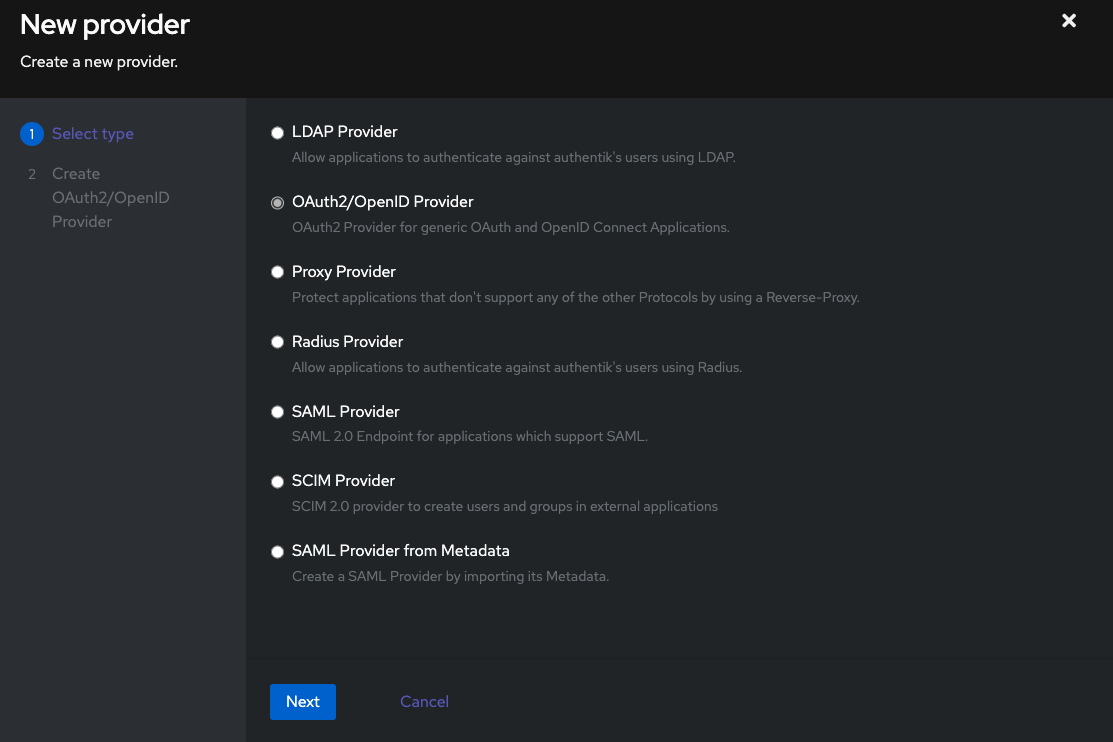 New provider
Create a new provider.
1 Select type
2 Create
OAuth2/OpenID
Provider
LDAP Provider
Allow applications to authenticate against authentik's users using LDAP.
OAuth2/OpenID Provider
OAuth2 Provider for generic OAuth and OpenID Connect Applications.
Proxy Provider
Protect applications that don't support any of the other Protocols by using a Reverse-Proxy.
Radius Provider
Allow applications to authenticate against authentik's users using Radius.
SAML Provider
SAML 2.0 Endpoint for applications which support SAML.
SCIM Provider
SCIM 2.0 provider to create users and groups in external applications
SAML Provider from Metadata
Create a SAML Provider by importing its Metadata.
Next
Cancel